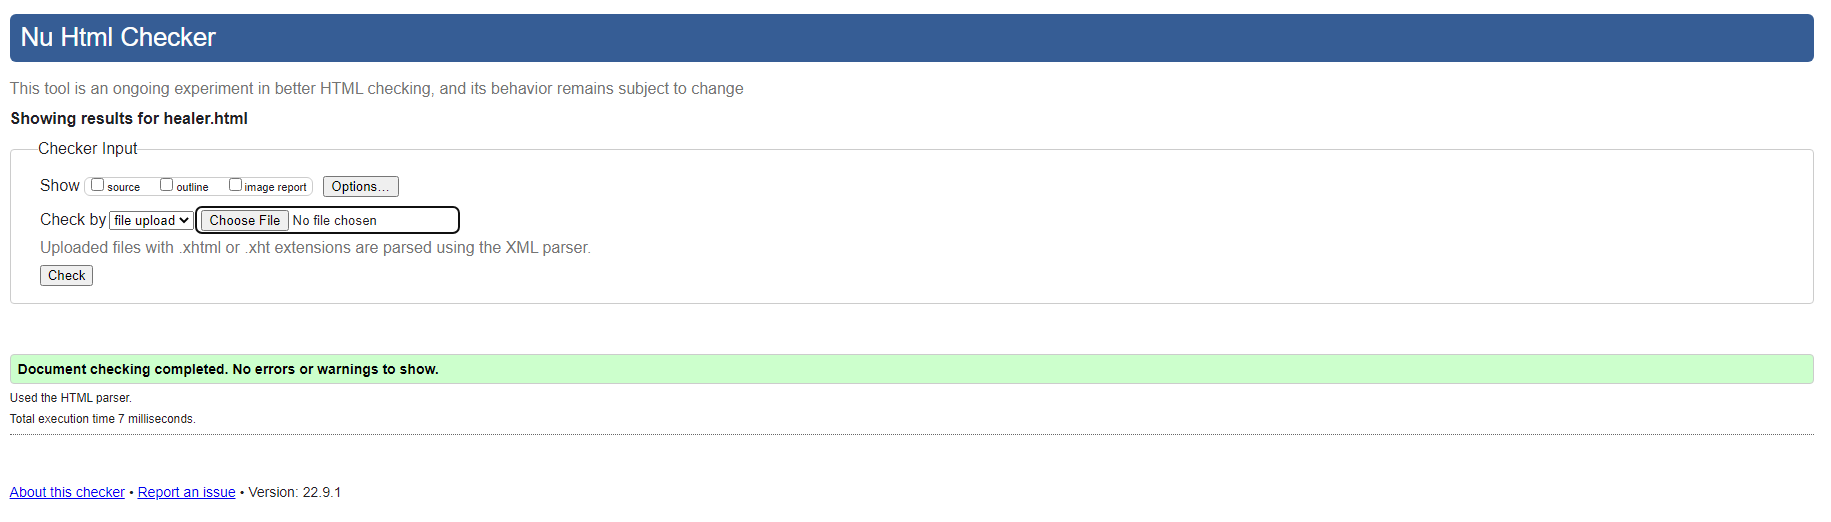 Nu Html Checker
This tool is an ongoing experiment in better HTML checking, and its behavior remains subject to change
Showing results for healer.html
Checker Input
Show source outline image report Options...
Check by file upload Choose File No file chosen
Uploaded files with .xhtml or .xht extensions are parsed using the XML parser.
Check
Document checking completed. No errors or warnings to show.
Used the HTML parser.
Total execution time 7 milliseconds.
About this checker • Report an issue • Version: 22.9.1